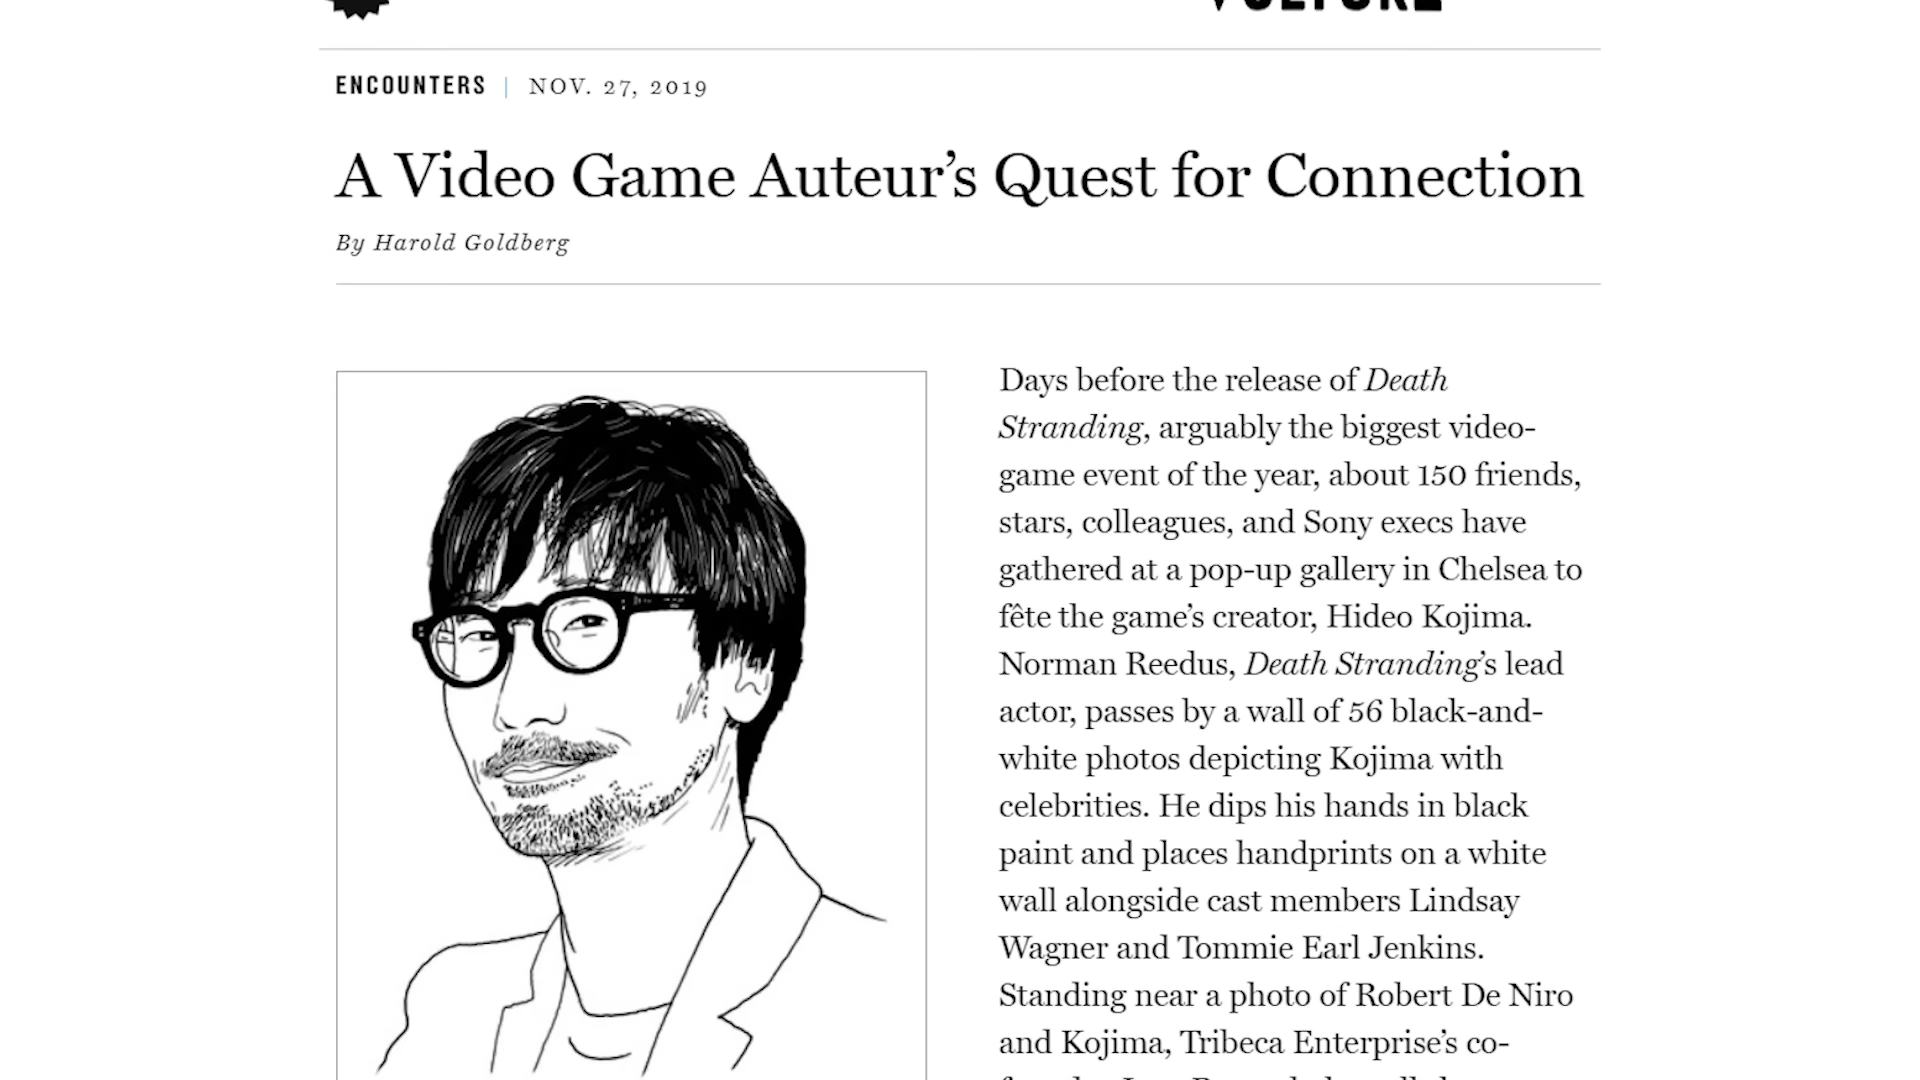 VULTURE
ENCOUNTERS | NOV. 27, 2019
A Video Game Auteur’s Quest for Connection
By Harold Goldberg
Days before the release of Death
Stranding, arguably the biggest video-
game event of the year, about 150 friends,
stars, colleagues, and Sony execs have
gathered at a pop-up gallery in Chelsea to
fête the game’s creator, Hideo Kojima.
Norman Reedus, Death Stranding’s lead
actor, passes by a wall of 56 black-and-
white photos depicting Kojima with
celebrities. He dips his hands in black
paint and places handprints on a white
wall alongside cast members Lindsay
Wagner and Tommie Earl Jenkins.
Standing near a photo of Robert De Niro
and Kojima, Tribeca Enterprise’s co-